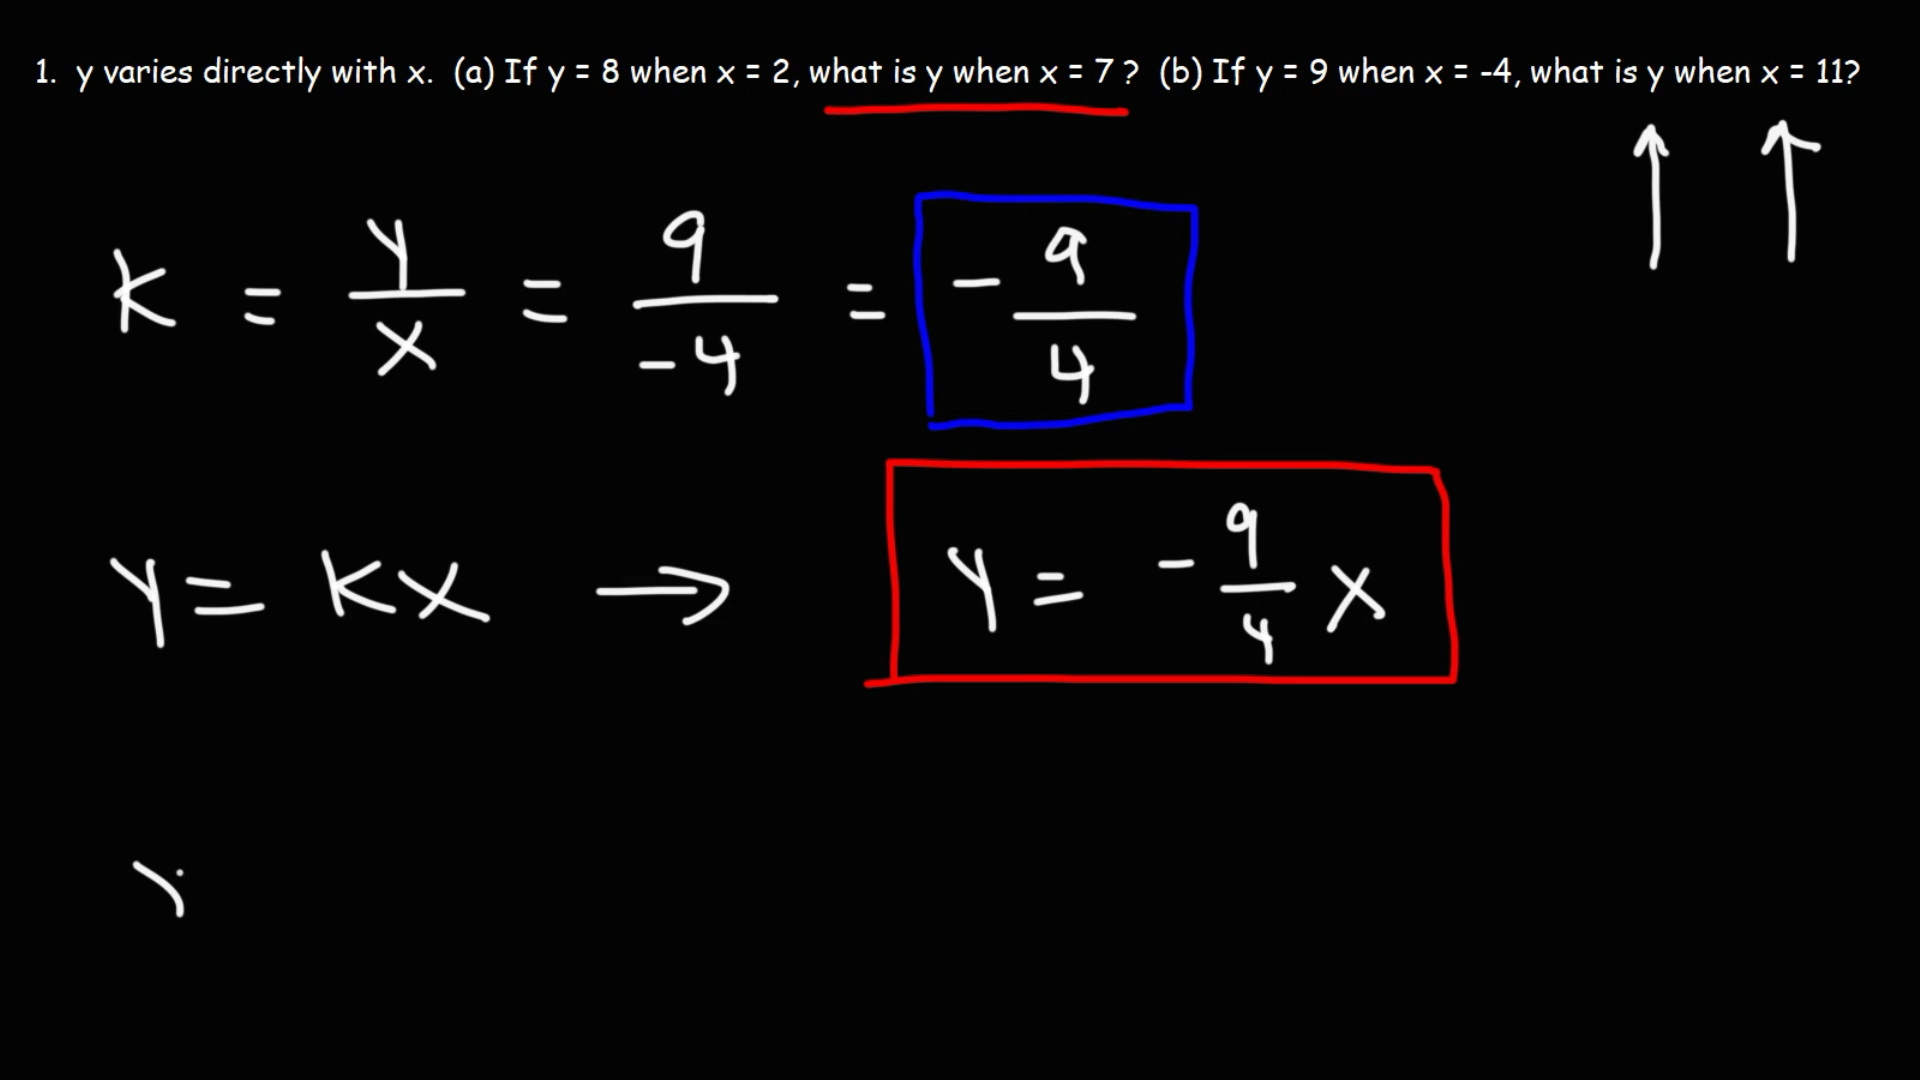 1. y varies directly with x. (a) If y = 8 when x = 2, what is y when x = 7 ? (b) If y = 9 when x = -4, what is y when x = 11?
K = y/x = 9/-4 = -9/4
y = Kx → y = -9/4 x